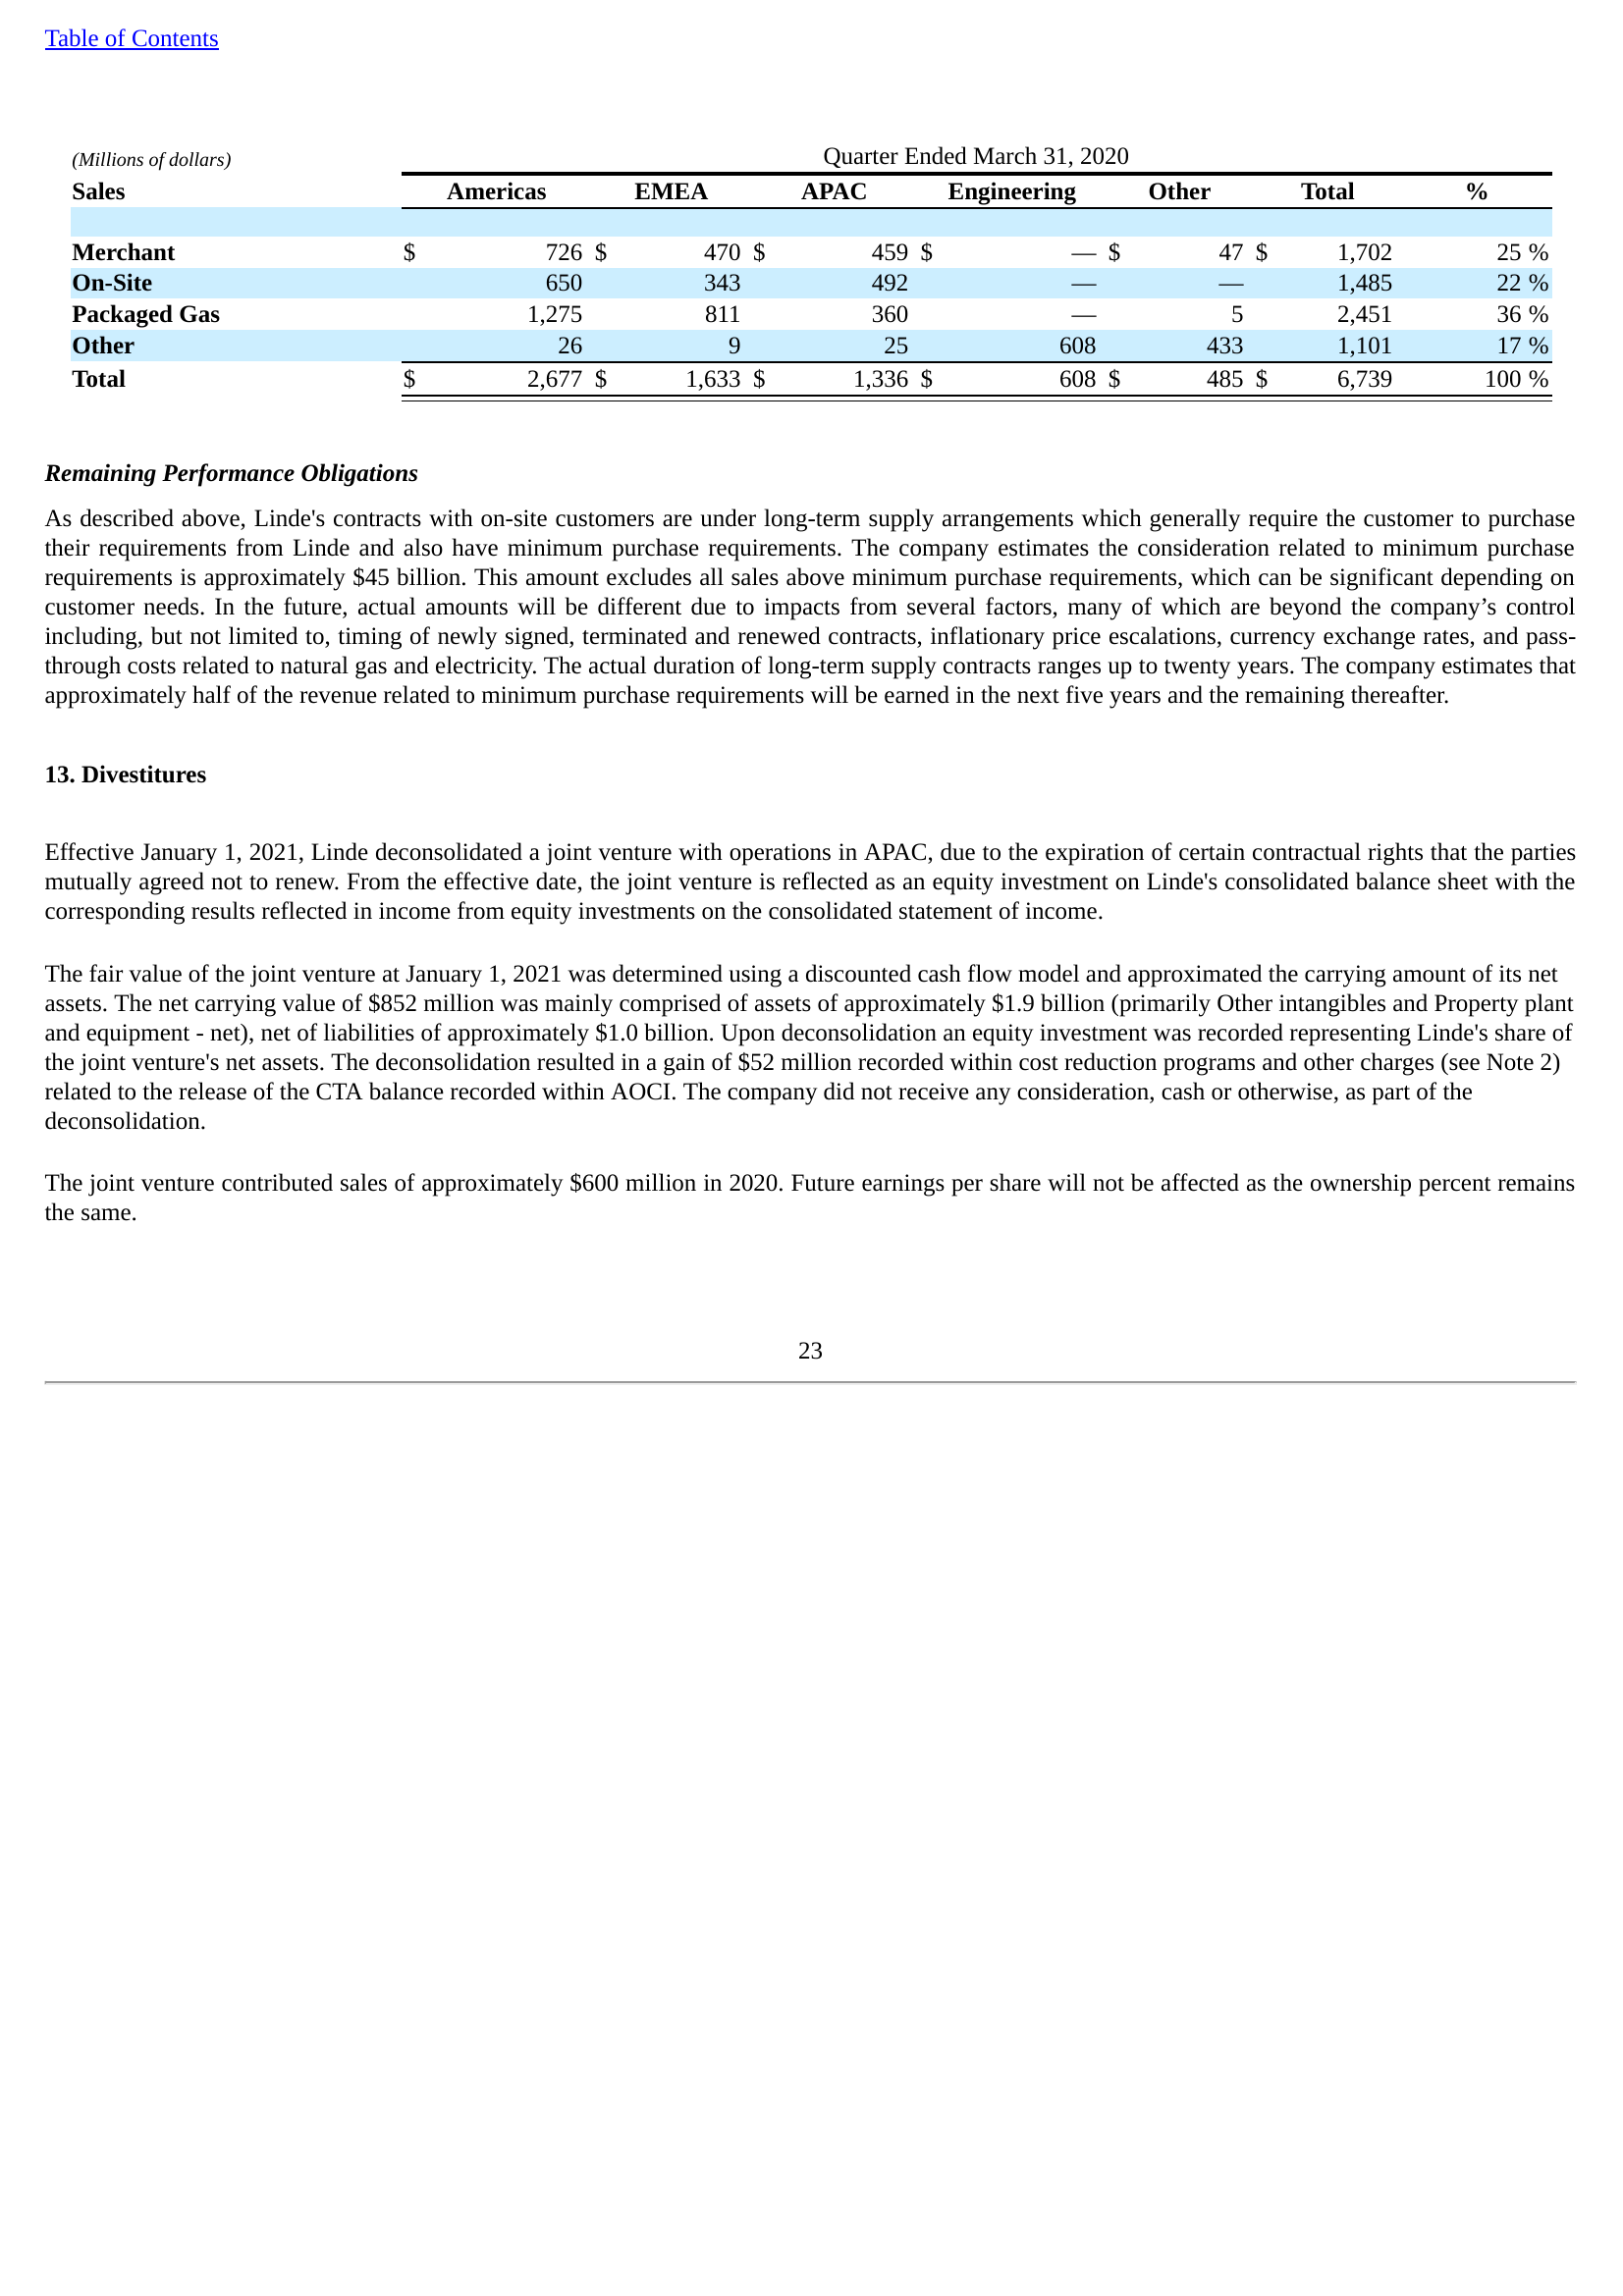 Table of Contents
(Millions of dollars) Quarter Ended March 31, 2020
Sales Americas EMEA APAC Engineering Other Total %
Merchant $ 726 $ 470 $ 459 $ — $ 47 $ 1,702 25 %
On-Site 650 343 492 — — 1,485 22 %
Packaged Gas 1,275 811 360 — 5 2,451 36 %
Other 26 9 25 608 433 1,101 17 %
Total $ 2,677 $ 1,633 $ 1,336 $ 608 $ 485 $ 6,739 100 %
Remaining Performance Obligations
As described above, Linde's contracts with on-site customers are under long-term supply arrangements which generally require the customer to purchase
their requirements from Linde and also have minimum purchase requirements. The company estimates the consideration related to minimum purchase
requirements is approximately $45 billion. This amount excludes all sales above minimum purchase requirements, which can be significant depending on
customer needs. In the future, actual amounts will be different due to impacts from several factors, many of which are beyond the company’s control
including, but not limited to, timing of newly signed, terminated and renewed contracts, inflationary price escalations, currency exchange rates, and pass-
through costs related to natural gas and electricity. The actual duration of long-term supply contracts ranges up to twenty years. The company estimates that
approximately half of the revenue related to minimum purchase requirements will be earned in the next five years and the remaining thereafter.
13. Divestitures
Effective January 1, 2021, Linde deconsolidated a joint venture with operations in APAC, due to the expiration of certain contractual rights that the parties
mutually agreed not to renew. From the effective date, the joint venture is reflected as an equity investment on Linde's consolidated balance sheet with the
corresponding results reflected in income from equity investments on the consolidated statement of income.
The fair value of the joint venture at January 1, 2021 was determined using a discounted cash flow model and approximated the carrying amount of its net
assets. The net carrying value of $852 million was mainly comprised of assets of approximately $1.9 billion (primarily Other intangibles and Property plant
and equipment - net), net of liabilities of approximately $1.0 billion. Upon deconsolidation an equity investment was recorded representing Linde's share of
the joint venture's net assets. The deconsolidation resulted in a gain of $52 million recorded within cost reduction programs and other charges (see Note 2)
related to the release of the CTA balance recorded within AOCI. The company did not receive any consideration, cash or otherwise, as part of the
deconsolidation.
The joint venture contributed sales of approximately $600 million in 2020. Future earnings per share will not be affected as the ownership percent remains
the same.
23